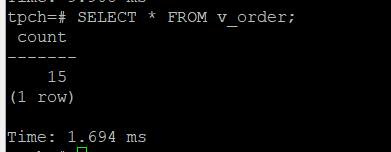 tpch=# SELECT * FROM v_order;
 count
-------
    15
(1 row)
Time: 1.694 ms